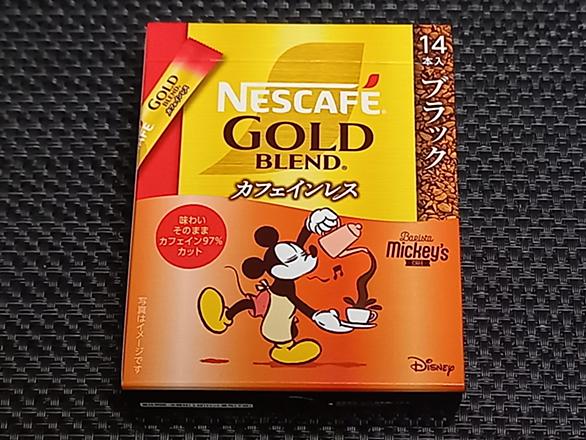 14
本入
ブラック
GOLD
BLEND
NESCAFÉ
GOLD
BLEND
カフェインレス
味わい
そのまま
カフェイン97%
カット
Barista
Mickey's
CAFE
写真はイメージです
Disney